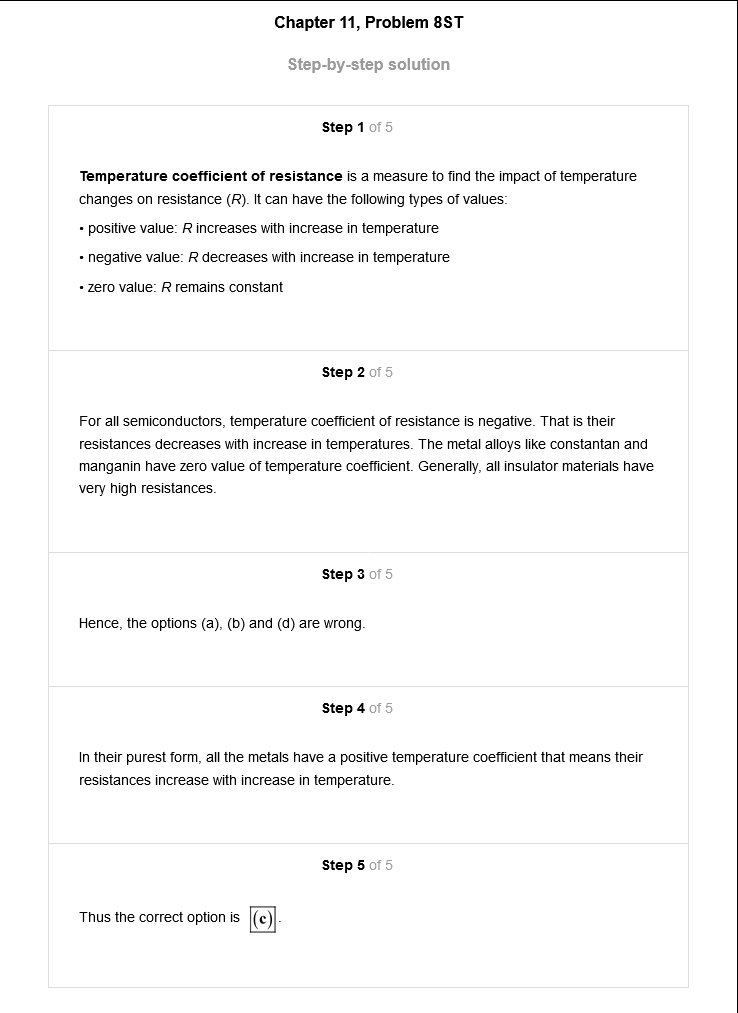 Chapter 11, Problem 8ST
Step-by-step solution
Step 1 of 5
Temperature coefficient of resistance is a measure to find the impact of temperature
changes on resistance (R). It can have the following types of values:
• positive value: R increases with increase in temperature
• negative value: R decreases with increase in temperature
• zero value: R remains constant
Step 2 of 5
For all semiconductors, temperature coefficient of resistance is negative. That is their
resistances decreases with increase in temperatures. The metal alloys like constantan and
manganin have zero value of temperature coefficient. Generally, all insulator materials have
very high resistances.
Step 3 of 5
Hence, the options (a), (b) and (d) are wrong.
Step 4 of 5
In their purest form, all the metals have a positive temperature coefficient that means their
resistances increase with increase in temperature.
Step 5 of 5
Thus the correct option is (c).